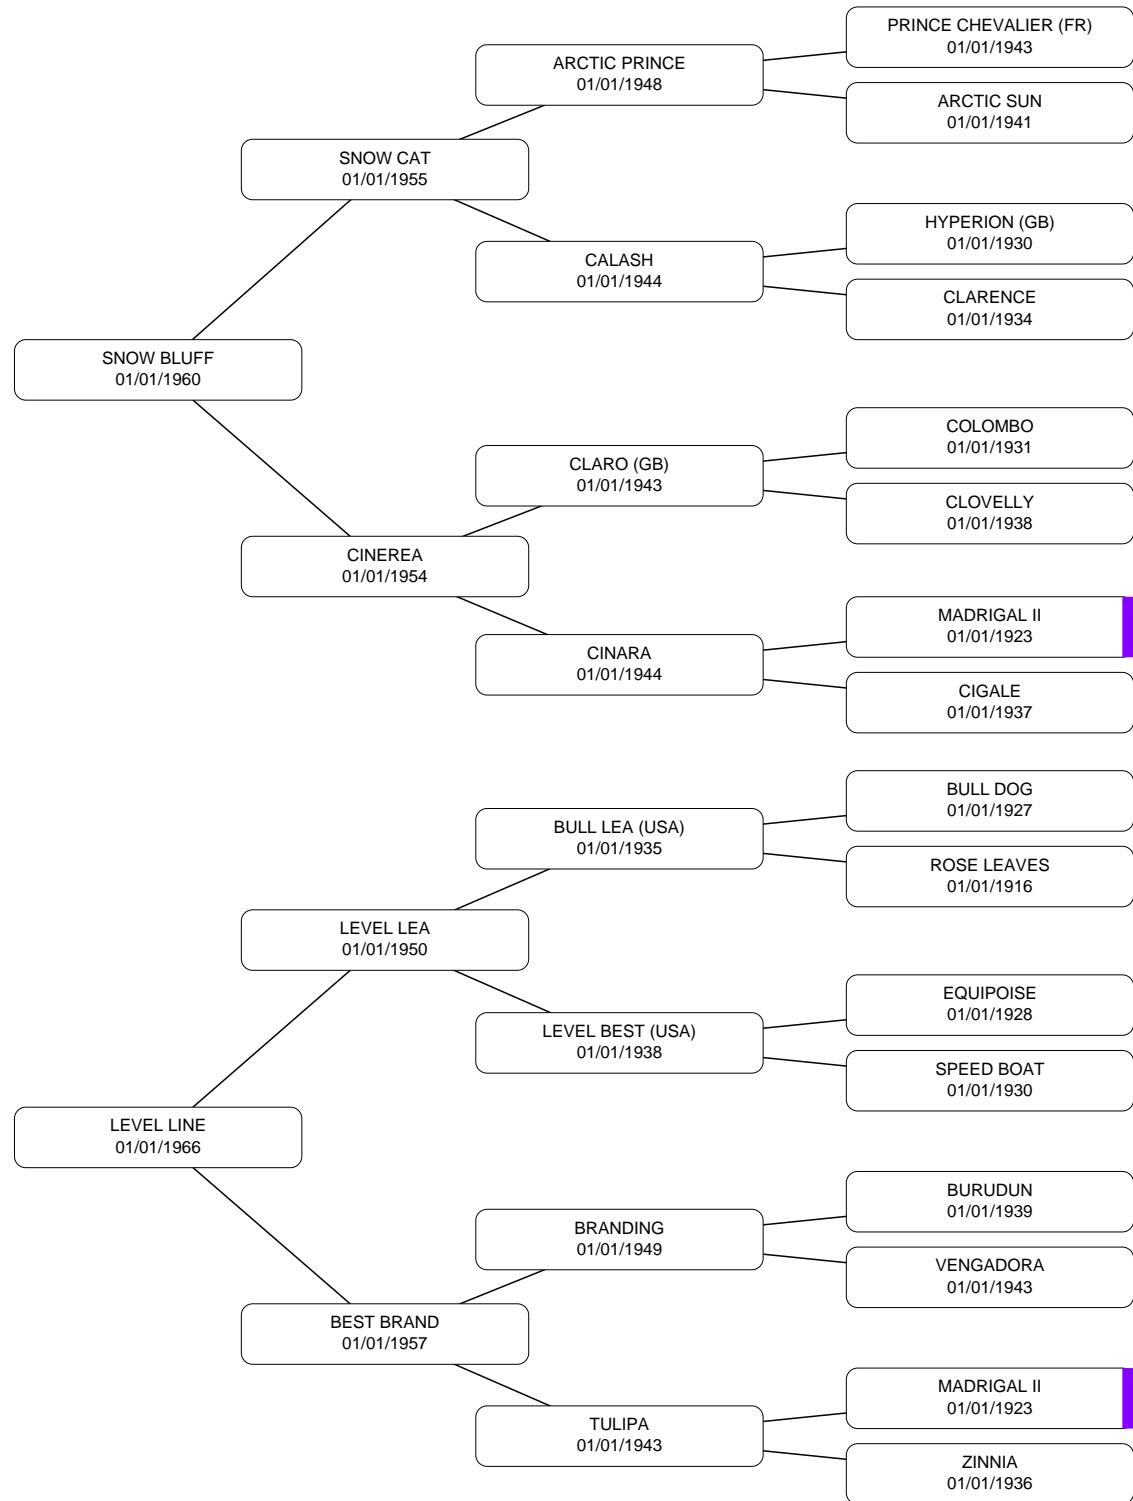 PRINCE CHEVALIER (FR)
01/01/1943
ARCTIC PRINCE
01/01/1948
ARCTIC SUN
01/01/1941
SNOW CAT
01/01/1955
HYPERION (GB)
01/01/1930
CALASH
01/01/1944
CLARENCE
01/01/1934
SNOW BLUFF
01/01/1960
COLOMBO
01/01/1931
CLARO (GB)
01/01/1943
CLOVELLY
01/01/1938
CINEREA
01/01/1954
MADRIGAL II
01/01/1923
CINARA
01/01/1944
CIGALE
01/01/1937
BULL DOG
01/01/1927
BULL LEA (USA)
01/01/1935
ROSE LEAVES
01/01/1916
LEVEL LEA
01/01/1950
EQUIPOISE
01/01/1928
LEVEL BEST (USA)
01/01/1938
SPEED BOAT
01/01/1930
LEVEL LINE
01/01/1966
BURUDUN
01/01/1939
BRANDING
01/01/1949
VENGADORA
01/01/1943
BEST BRAND
01/01/1957
MADRIGAL II
01/01/1923
TULIPA
01/01/1943
ZINNIA
01/01/1936